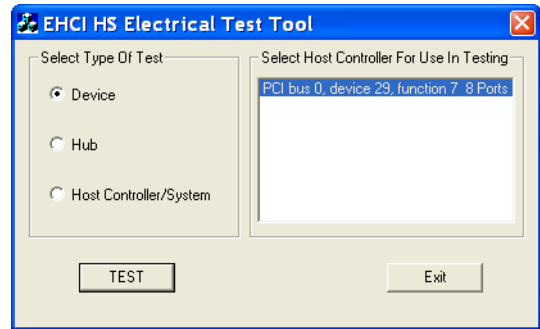 EHCI HS Electrical Test Tool
Select Type Of Test
Device
Hub
Host Controller/System
Select Host Controller For Use In Testing
PCI bus 0, device 29, function 7 8 Ports
TEST
Exit